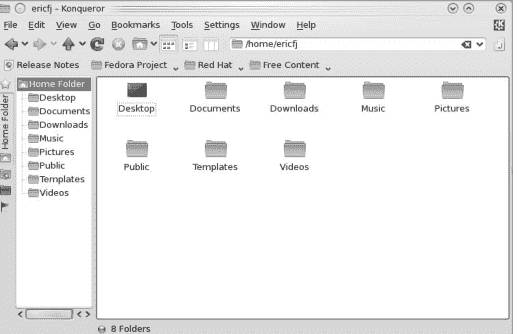 ericfj - Konqueror
File Edit View Go Bookmarks Tools Settings Window Help
/home/ericfj
Release Notes Fedora Project Red Hat Free Content
Home Folder
Home Folder
Desktop
Documents
Downloads
Music
Pictures
Public
Templates
Videos
Desktop Documents Downloads Music Pictures
Public Templates Videos
8 Folders